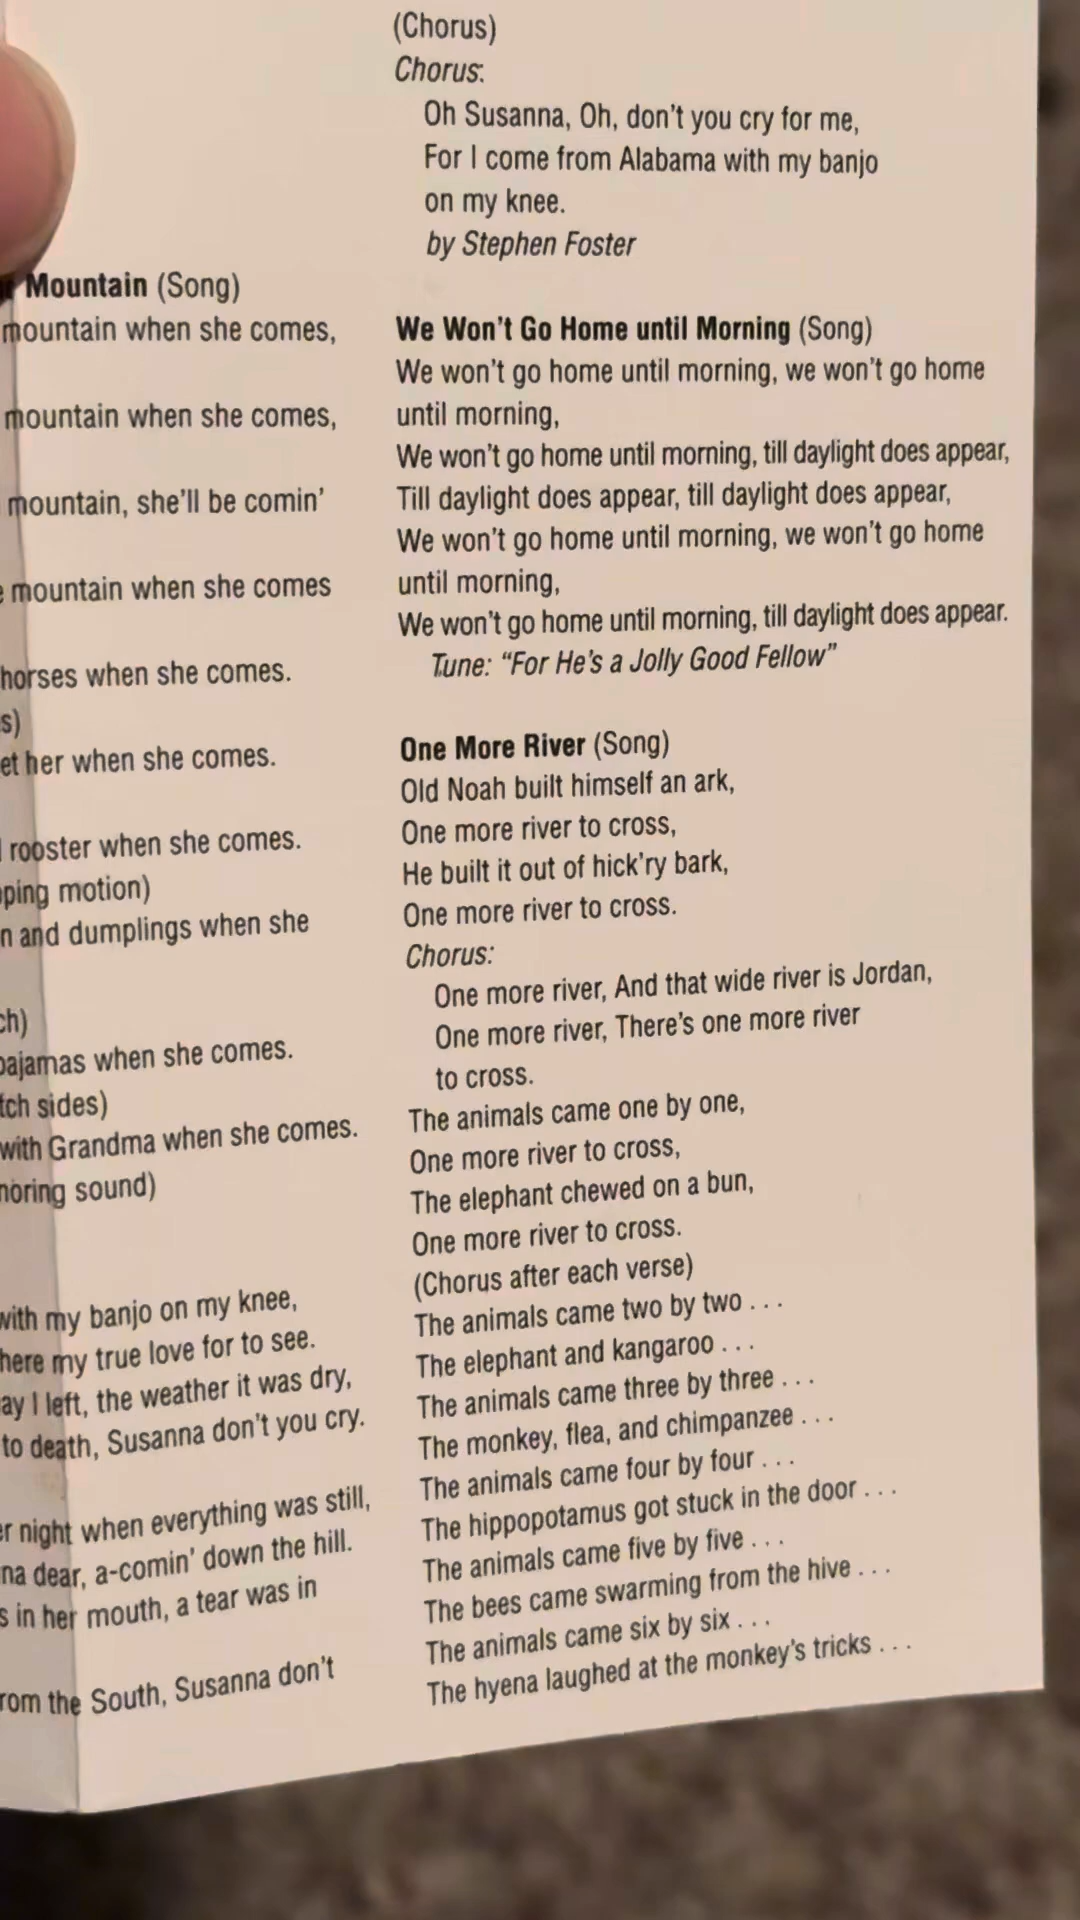 Mountain (Song)
mountain when she comes,
mountain when she comes,
mountain, she'll be comin'
mountain when she comes
horses when she comes.
her when she comes.
rooster when she comes.
motion)
and dumplings when she
pajamas when she comes.
sides)
with Grandma when she comes.
sound)
with my banjo on my knee,
my true love for to see.
I left, the weather it was dry,
to death, Susanna don't you cry.
night when everything was still,
dear, a-comin' down the hill.
in her mouth, a tear was in
the South, Susanna don't
(Chorus)
Chorus:
Oh Susanna, Oh, don't you cry for me,
For I come from Alabama with my banjo
on my knee.
by Stephen Foster
We Won't Go Home until Morning (Song)
We won't go home until morning, we won't go home
until morning,
We won't go home until morning, till daylight does appear,
Till daylight does appear, till daylight does appear,
We won't go home until morning, we won't go home
until morning,
We won't go home until morning, till daylight does appear.
Tune: “For He's a Jolly Good Fellow”
One More River (Song)
Old Noah built himself an ark,
One more river to cross,
He built it out of hick'ry bark,
One more river to cross.
Chorus:
One more river, And that wide river is Jordan,
One more river, There's one more river
to cross.
The animals came one by one,
One more river to cross,
The elephant chewed on a bun,
One more river to cross.
(Chorus after each verse)
The animals came two by two . . .
The elephant and kangaroo . . .
The animals came three by three . . .
The monkey, flea, and chimpanzee . . .
The animals came four by four . . .
The hippopotamus got stuck in the door . . .
The animals came five by five . . .
The bees came swarming from the hive . . .
The animals came six by six . . .
The hyena laughed at the monkey's tricks . . .